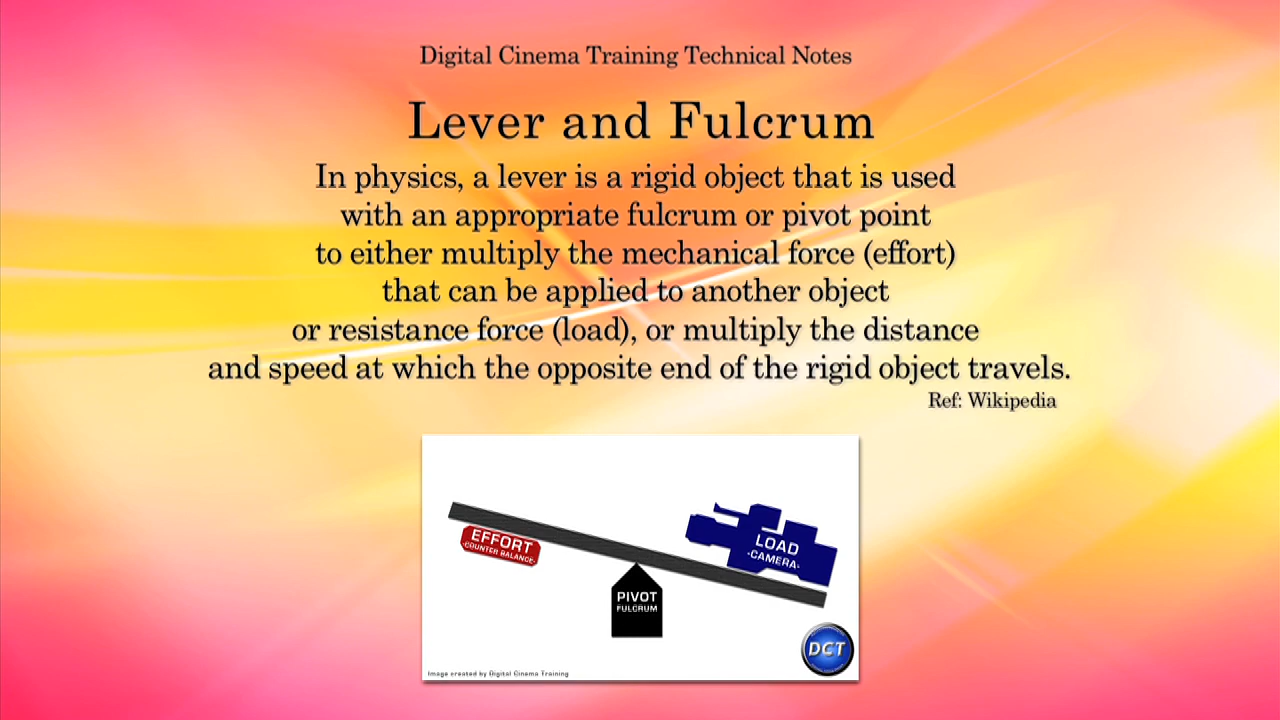 Digital Cinema Training Technical Notes
Lever and Fulcrum
In physics, a lever is a rigid object that is used
with an appropriate fulcrum or pivot point
to either multiply the mechanical force (effort)
that can be applied to another object
or resistance force (load), or multiply the distance
and speed at which the opposite end of the rigid object travels.
Ref: Wikipedia
EFFORT
-COUNTER BALANCE-
LOAD
-CAMERA-
PIVOT
FULCRUM
DCT
Image created by Digital Cinema Training